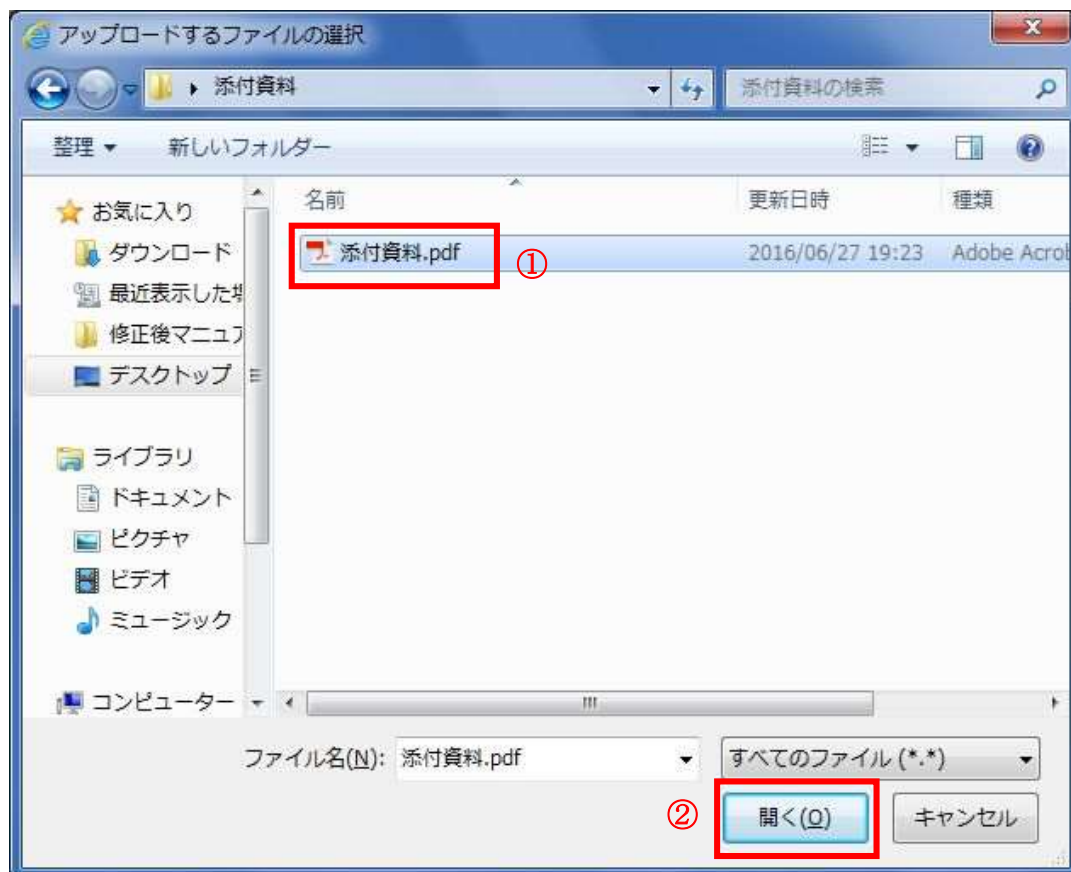 アップロードするファイルの選択
添付資料
添付資料の検索
整理
新しいフォルダー
名前
更新日時
種類
お気に入り
ダウンロード
最近表示した場
修正後マニュア
デスクトップ
ライブラリ
ドキュメント
ピクチャ
ビデオ
ミュージック
コンピューター
添付資料.pdf
①
2016/06/27 19:23
Adobe Acrob
ファイル名(N):
添付資料.pdf
すべてのファイル (*.*)
②
開く(O)
キャンセル